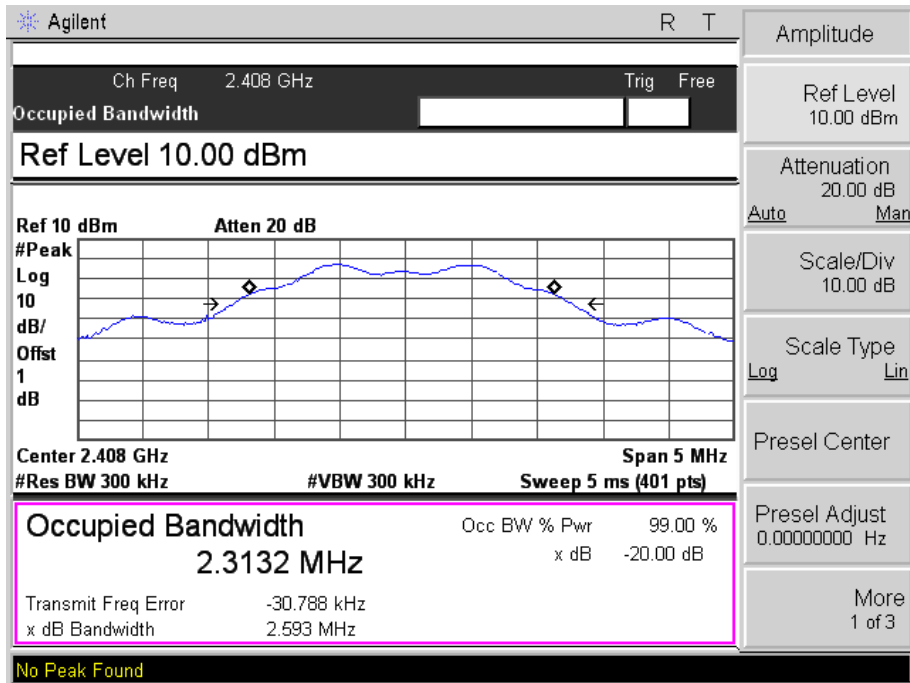 Agilent R T
Ch Freq 2.408 GHz Trig Free
Occupied Bandwidth
Ref Level 10.00 dBm
Ref 10 dBm Atten 20 dB
#Peak
Log
10
dB/
Offst
1
dB
Center 2.408 GHz Span 5 MHz
#Res BW 300 kHz #VBW 300 kHz Sweep 5 ms (401 pts)
Occupied Bandwidth Occ BW % Pwr 99.00 %
2.3132 MHz x dB -20.00 dB
Transmit Freq Error -30.788 kHz
x dB Bandwidth 2.593 MHz
No Peak Found
Amplitude
Ref Level
10.00 dBm
Attenuation
20.00 dB
Auto Man
Scale/Div
10.00 dB
Scale Type
Log Lin
Presel Center
Presel Adjust
0.00000000 Hz
More
1 of 3